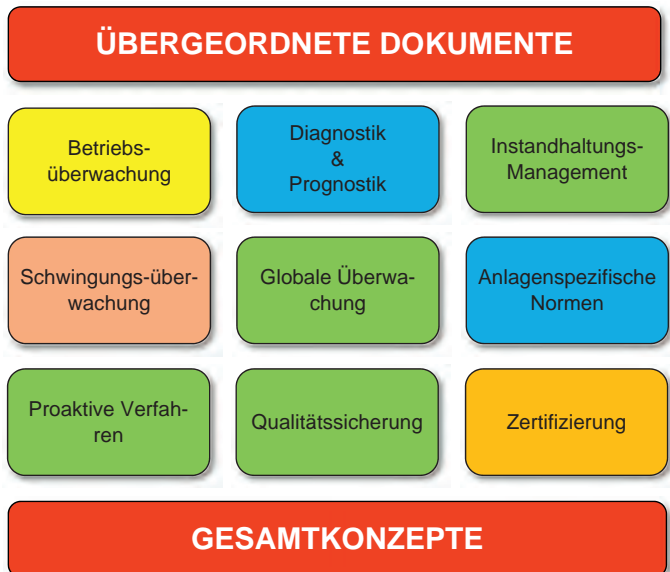 ÜBERGEORDNETE DOKUMENTE
Betriebs-
überwachung
Diagnostik
&
Prognostik
Instandhaltungs-
Management
Schwingungs-über-
wachung
Globale Überwa-
chung
Anlagenspezifische
Normen
Proaktive Verfah-
ren
Qualitätssicherung
Zertifizierung
GESAMTKONZEPTE